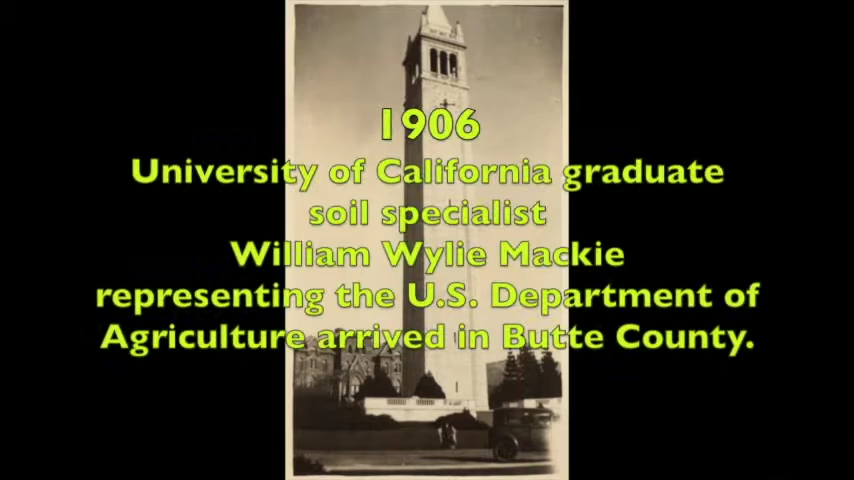 1906
University of California graduate
soil specialist
William Wylie Mackie
representing the U.S. Department of
Agriculture arrived in Butte County.